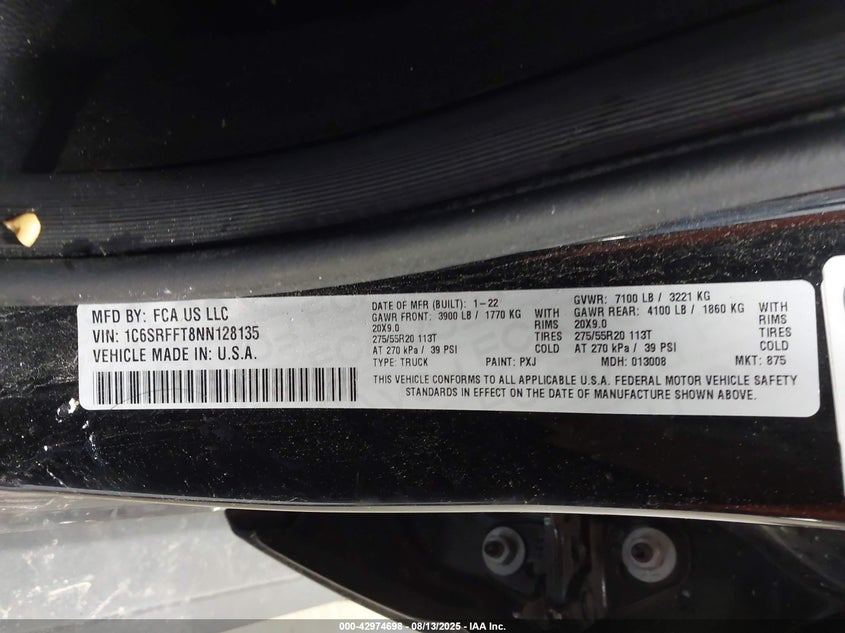 MFD BY: FCA US LLC
VIN: 1C6SRFFT8NN128135
VEHICLE MADE IN: U.S.A.
DATE OF MFR (BUILT): 1-22
GAWR FRONT: 3900 LB / 1770 KG WITH
20X9.0 RIMS
275/55R20 113T TIRES
AT 270 kPa / 39 PSI COLD
TYPE: TRUCK PAINT: PXJ
GVWR: 7100 LB / 3221 KG
GAWR REAR: 4100 LB / 1860 KG WITH
20X9.0 RIMS
275/55R20 113T TIRES
AT 270 kPa / 39 PSI COLD
MDH: 013008 MKT: 875
THIS VEHICLE CONFORMS TO ALL APPLICABLE U.S.A. FEDERAL MOTOR VEHICLE SAFETY
STANDARDS IN EFFECT ON THE DATE OF MANUFACTURE SHOWN ABOVE.
000-42974698 - 08/13/2025 - IAA Inc.